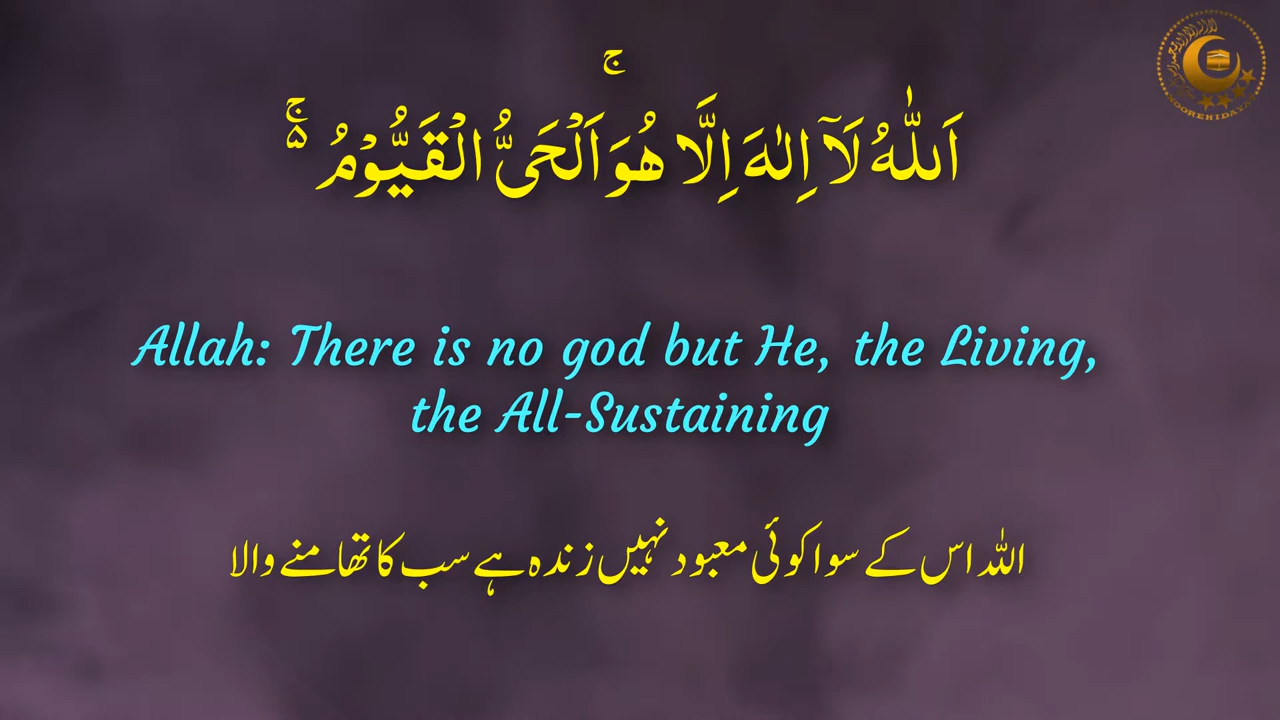 اَللّٰهُ لَاۤ اِلٰهَ اِلَّا هُوَ ۚ اَلْحَیُّ الْقَیُّوْمُ ۚ۬
Allah: There is no god but He, the Living,
the All-Sustaining
اللہ اس کے سوا کوئی معبود نہیں زندہ ہے سب کا تھامنے والا
NOOREHIDAYAT